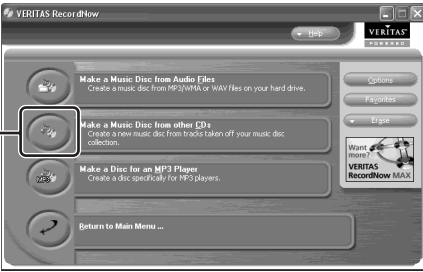 VERITAS RecordNow
Help
VERITAS
POWERED
Make a Music Disc from Audio Files
Create a music disc from MP3/WMA or WAV files on your hard drive.
Options
Favorites
Make a Music Disc from other CDs
Create a new music disc from tracks taken off your music disc
collection.
Erase
Want
more?
VERITAS
RecordNow MAX
Make a Disc for an MP3 Player
Create a disc specifically for MP3 players.
MP3
Return to Main Menu ...